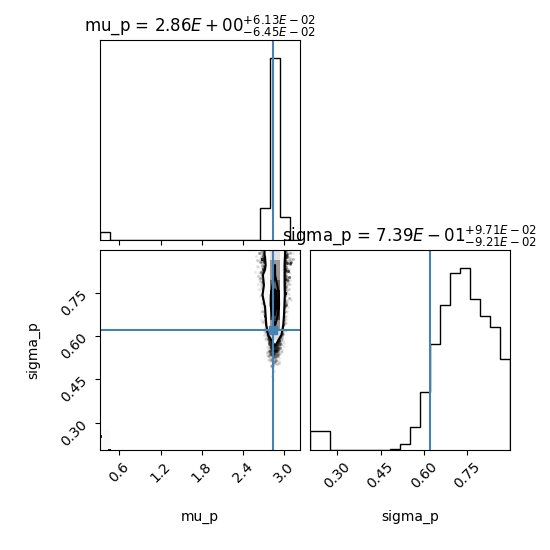 mu_p = 2.86E + 00 +6.13E − 02 −6.45E − 02
sigma_p = 7.39E − 01 +9.71E − 02 −9.21E − 02
sigma_p
0.75
0.60
0.45
0.30
0.6 1.2 1.8 2.4 3.0
mu_p
0.30 0.45 0.60 0.75
sigma_p